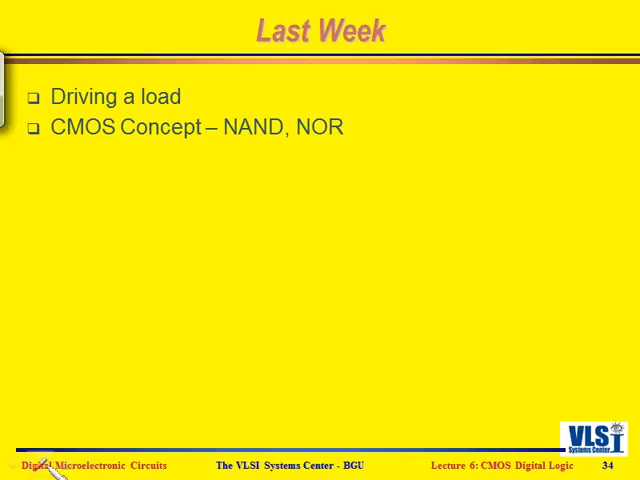 Last Week
Driving a load
CMOS Concept – NAND, NOR
VLSI
Systems Center
Digital Microelectronic Circuits
The VLSI Systems Center - BGU
Lecture 6: CMOS Digital Logic
34